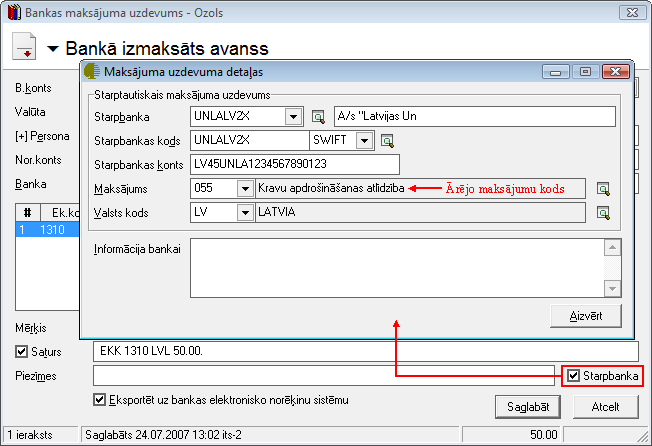 Bankas maksājuma uzdevums - Ozols
Bankā izmaksāts avanss
B.konts
Valūta
[+] Persona
Nor.konts
Banka
# Ek.ko
1 1310
Maksājuma uzdevuma detaļas
Starptautiskais maksājuma uzdevums
Starpbanka UNLALV2X A/s "Latvijas Un
Starpbankas kods UNLALV2X SWIFT
Starpbankas konts LV45UNLA1234567890123
Maksājums 055 Kravu apdrošināšanas atlīdzība Ārējo maksājumu kods
Valsts kods LV LATVIA
Informācija bankai
Aizvērt
Mērķis
Saturs EKK 1310 LVL 50.00.
Piezīmes Starpbanka
Eksportēt uz bankas elektronisko norēķinu sistēmu
Saglabāt Atcelt
1 ieraksts Saglabāts 24.07.2007 13:02 its-2 50.00